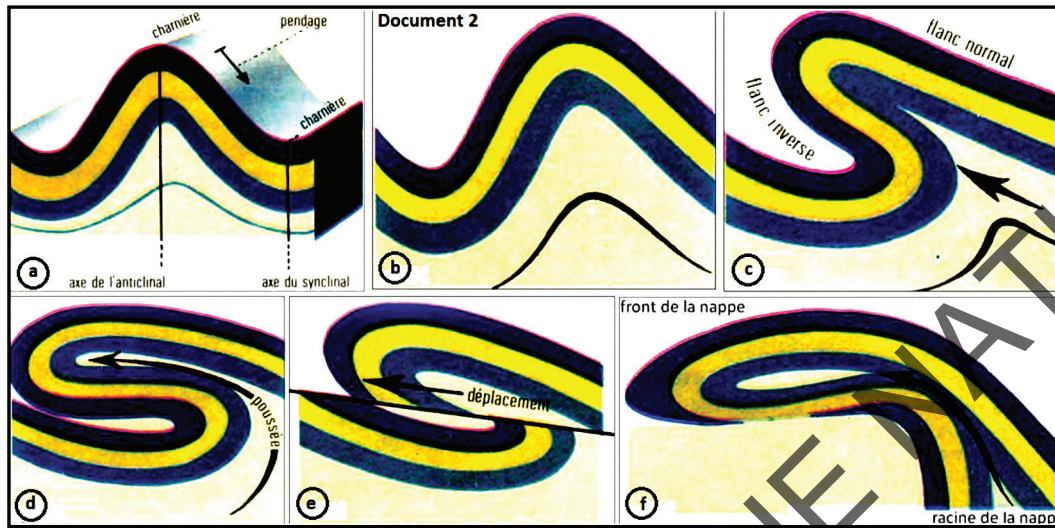 Document 2
charnière
pendage
charnière
axe de l'anticlinal
axe du synclinal
a
b
flanc normal
flanc inverse
c
poussée
d
déplacement
e
front de la nappe
racine de la nappe
f